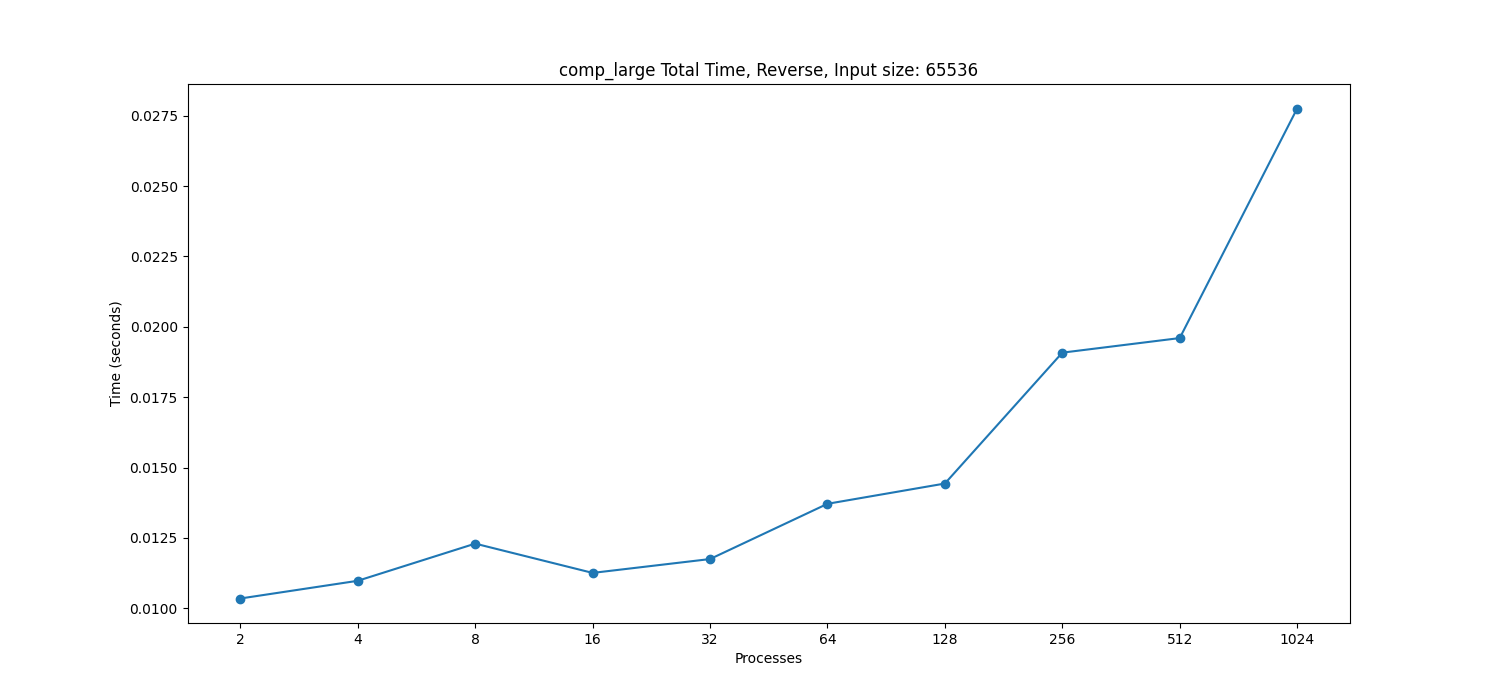 comp_large Total Time, Reverse, Input size: 65536
Time (seconds)
0.0275
0.0250
0.0225
0.0200
0.0175
0.0150
0.0125
0.0100
2 4 8 16 32 64 128 256 512 1024
Processes